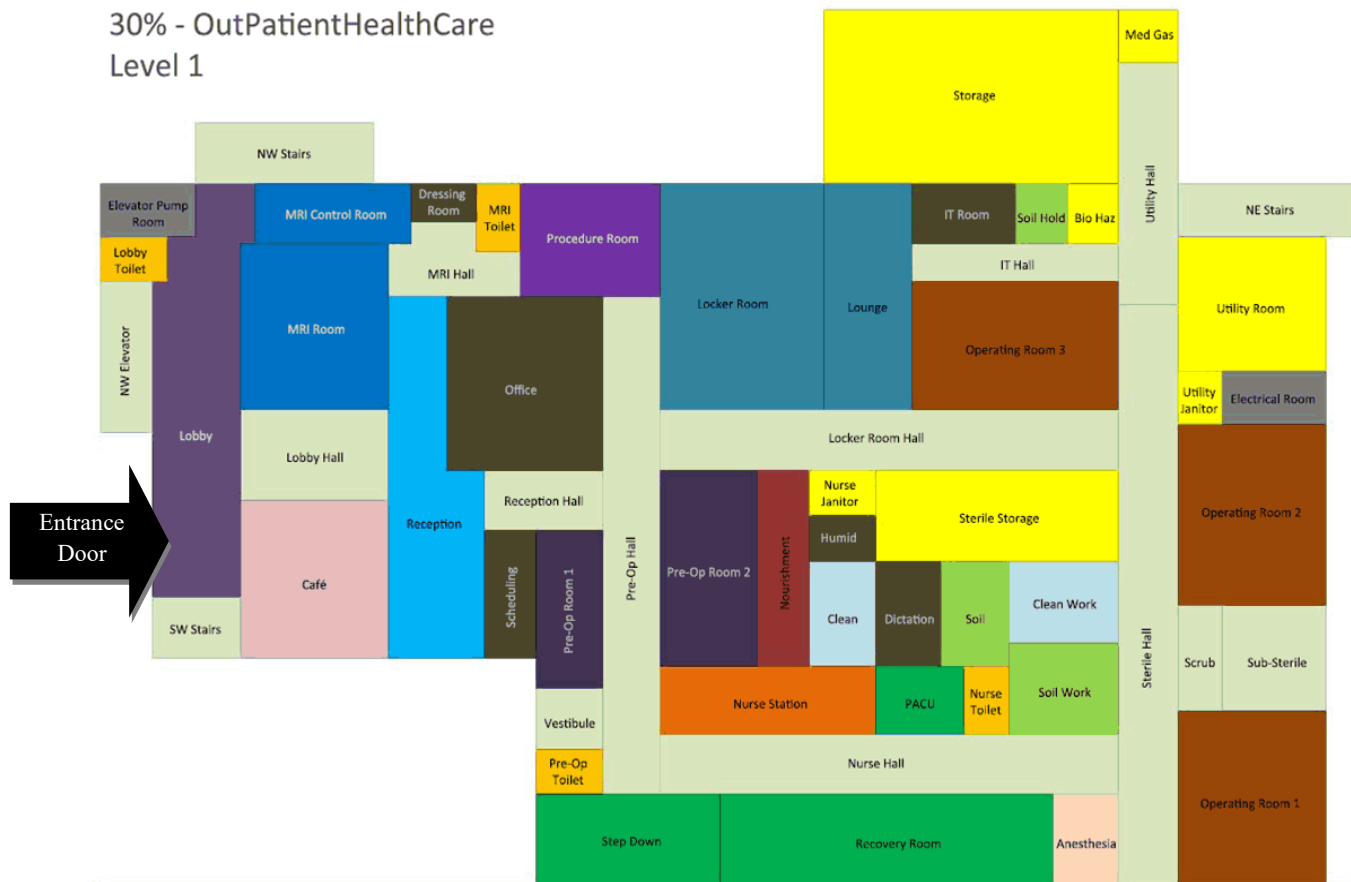 30% - OutPatientHealthCare
Level 1
Med Gas
Storage
NW Stairs
Utility Hall
Elevator Pump
Room
MRI Control Room
Dressing
Room
MRI
Toilet
Procedure Room
IT Room
Soil Hold
Bio Haz
NE Stairs
Lobby
Toilet
MRI Hall
IT Hall
NW Elevator
MRI Room
Locker Room
Lounge
Utility Room
Operating Room 3
Office
Utility
Janitor
Electrical Room
Lobby
Lobby Hall
Locker Room Hall
Entrance
Door
Reception
Reception Hall
Nurse
Janitor
Sterile Storage
Operating Room 2
Humid
Café
Scheduling
Pre-Op Room 1
Pre-Op Hall
Pre-Op Room 2
Nourishment
Clean
Dictation
Soil
Clean Work
SW Stairs
Sterile Hall
Scrub
Sub-Sterile
Nurse Station
PACU
Nurse
Toilet
Soil Work
Vestibule
Pre-Op
Toilet
Nurse Hall
Operating Room 1
Step Down
Recovery Room
Anesthesia